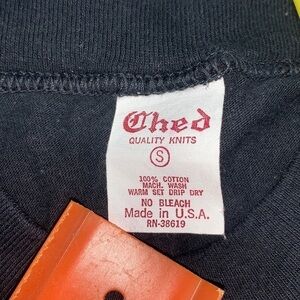 Ched
QUALITY KNITS
S
100% COTTON
MACH. WASH
WARM SET DRIP DRY
NO BLEACH
Made in U.S.A.
RN-38619